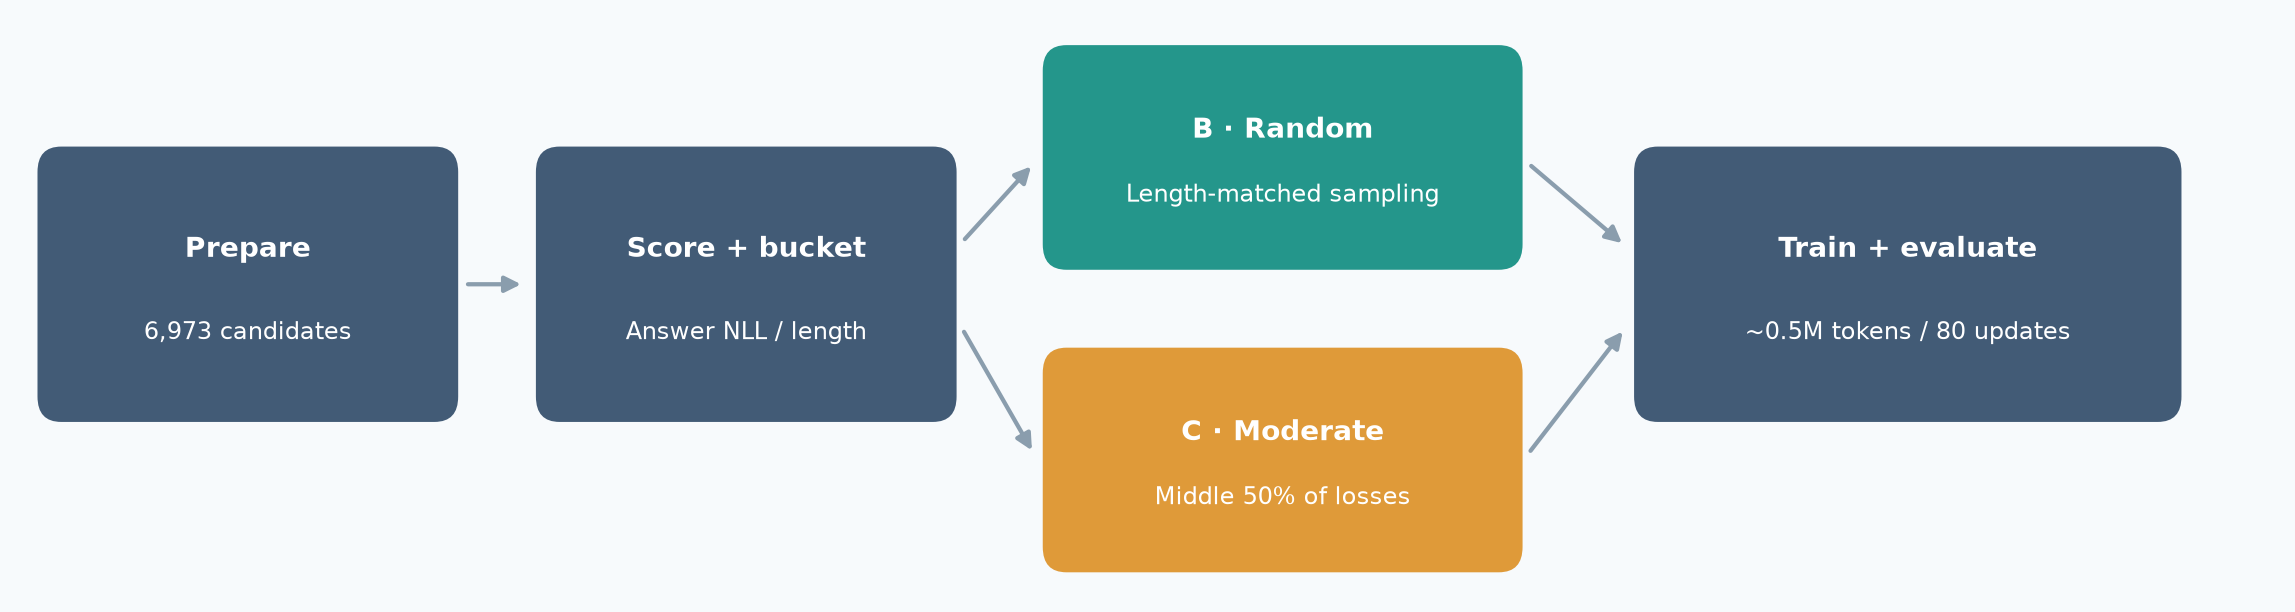 Prepare
6,973 candidates
Score + bucket
Answer NLL / length
B · Random
Length-matched sampling
C · Moderate
Middle 50% of losses
Train + evaluate
~0.5M tokens / 80 updates